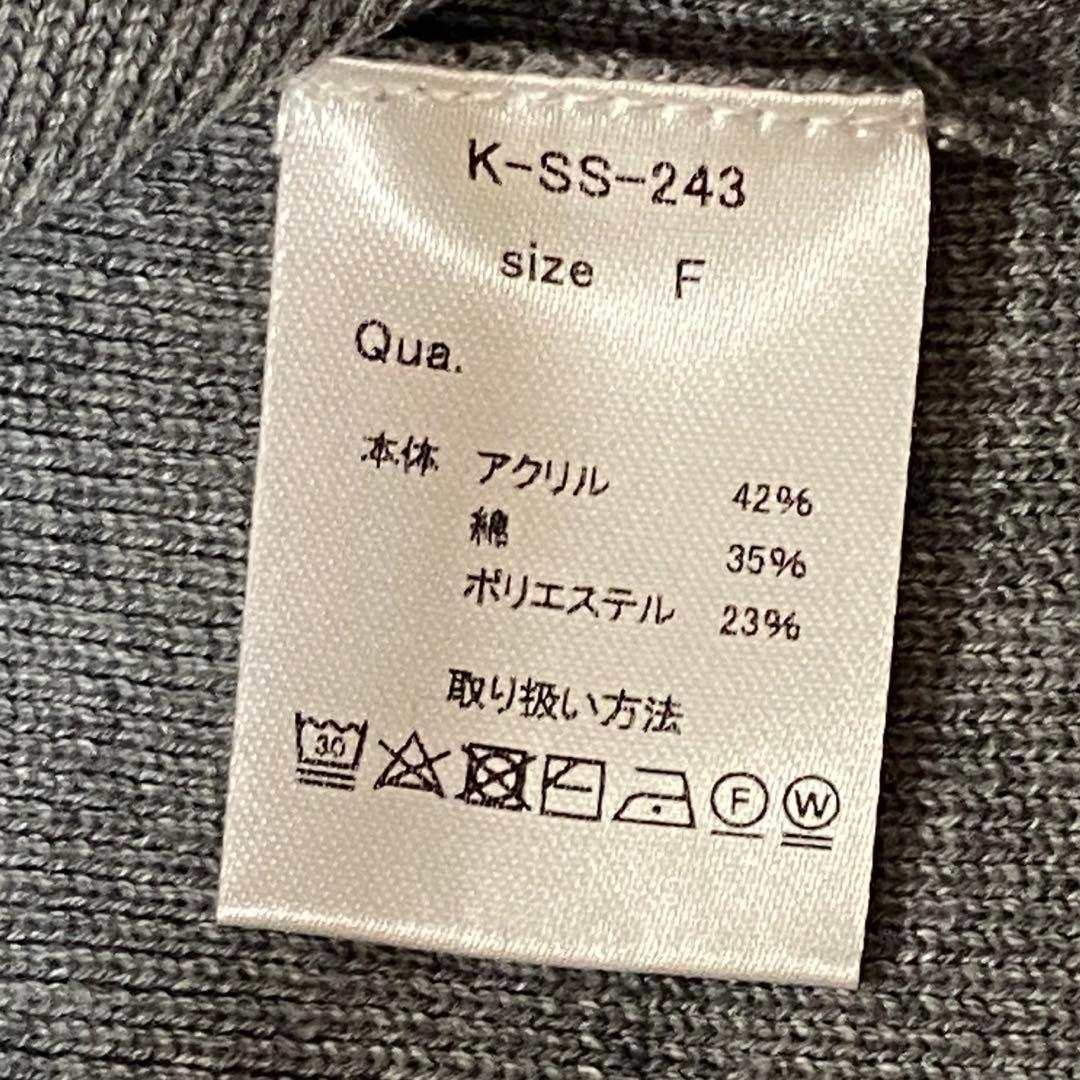 K-SS-243
size F
Qua.
本体 アクリル 42%
綿 35%
ポリエステル 23%
取り扱い方法
30 F W